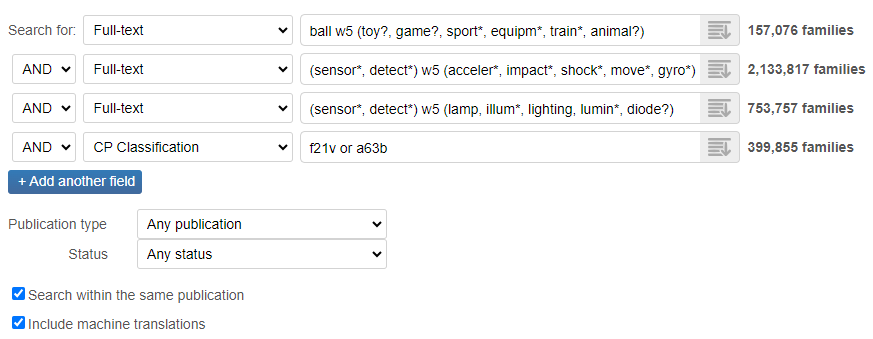 Search for: Full-text ball w5 (toy?, game?, sport*, equipm*, train*, animal?) 157,076 families
AND Full-text (sensor*, detect*) w5 (acceler*, impact*, shock*, move*, gyro*) 2,133,817 families
AND Full-text (sensor*, detect*) w5 (lamp, illum*, lighting, lumin*, diode?) 753,757 families
AND CP Classification f21v or a63b 399,855 families
+ Add another field
Publication type Any publication
Status Any status
Search within the same publication
Include machine translations